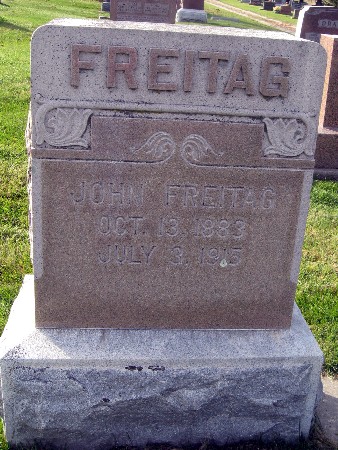 FREITAG
JOHN FREITAG
OCT. 13. 1883
JULY 3. 1915